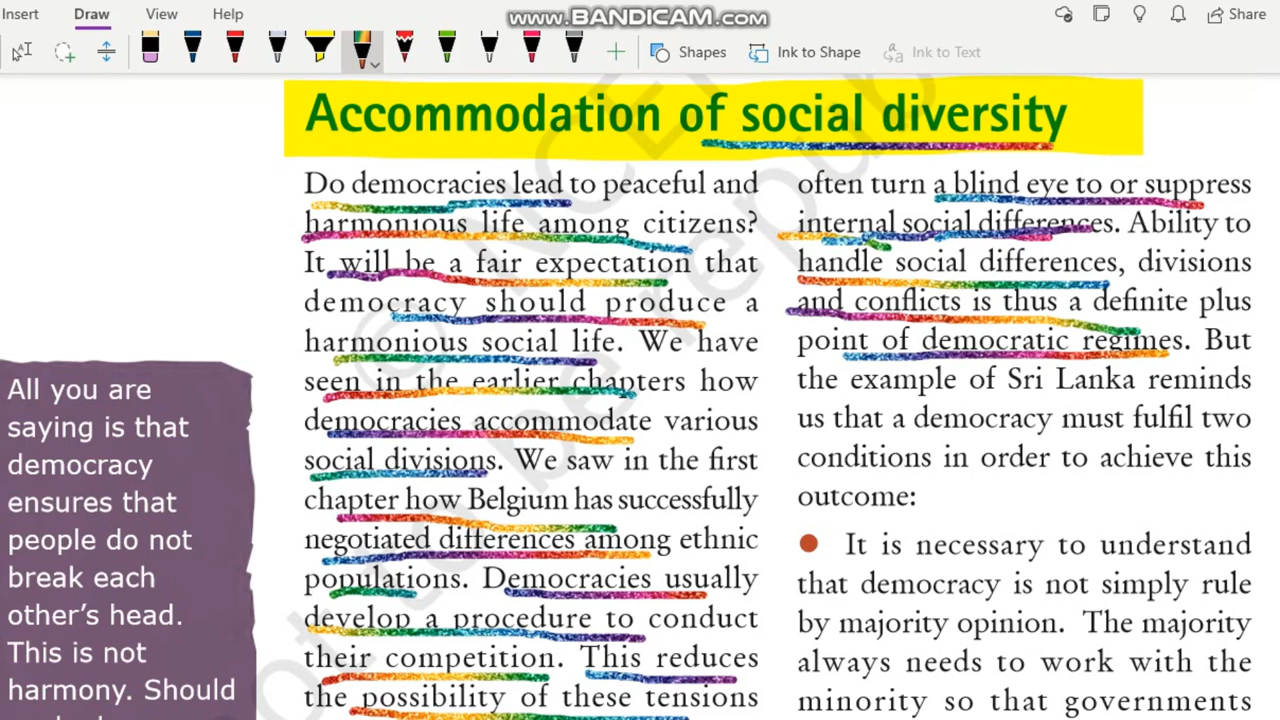 Insert Draw View Help
www.BANDICAM.com
Share
Shapes Ink to Shape Ink to Text
Accommodation of social diversity
Do democracies lead to peaceful and
harmonious life among citizens?
It will be a fair expectation that
democracy should produce a
harmonious social life. We have
seen in the earlier chapters how
democracies accommodate various
social divisions. We saw in the first
chapter how Belgium has successfully
negotiated differences among ethnic
populations. Democracies usually
develop a procedure to conduct
their competition. This reduces
the possibility of these tensions
often turn a blind eye to or suppress
internal social differences. Ability to
handle social differences, divisions
and conflicts is thus a definite plus
point of democratic regimes. But
the example of Sri Lanka reminds
us that a democracy must fulfil two
conditions in order to achieve this
outcome:
● It is necessary to understand
that democracy is not simply rule
by majority opinion. The majority
always needs to work with the
minority so that governments
All you are
saying is that
democracy
ensures that
people do not
break each
other's head.
This is not
harmony. Should